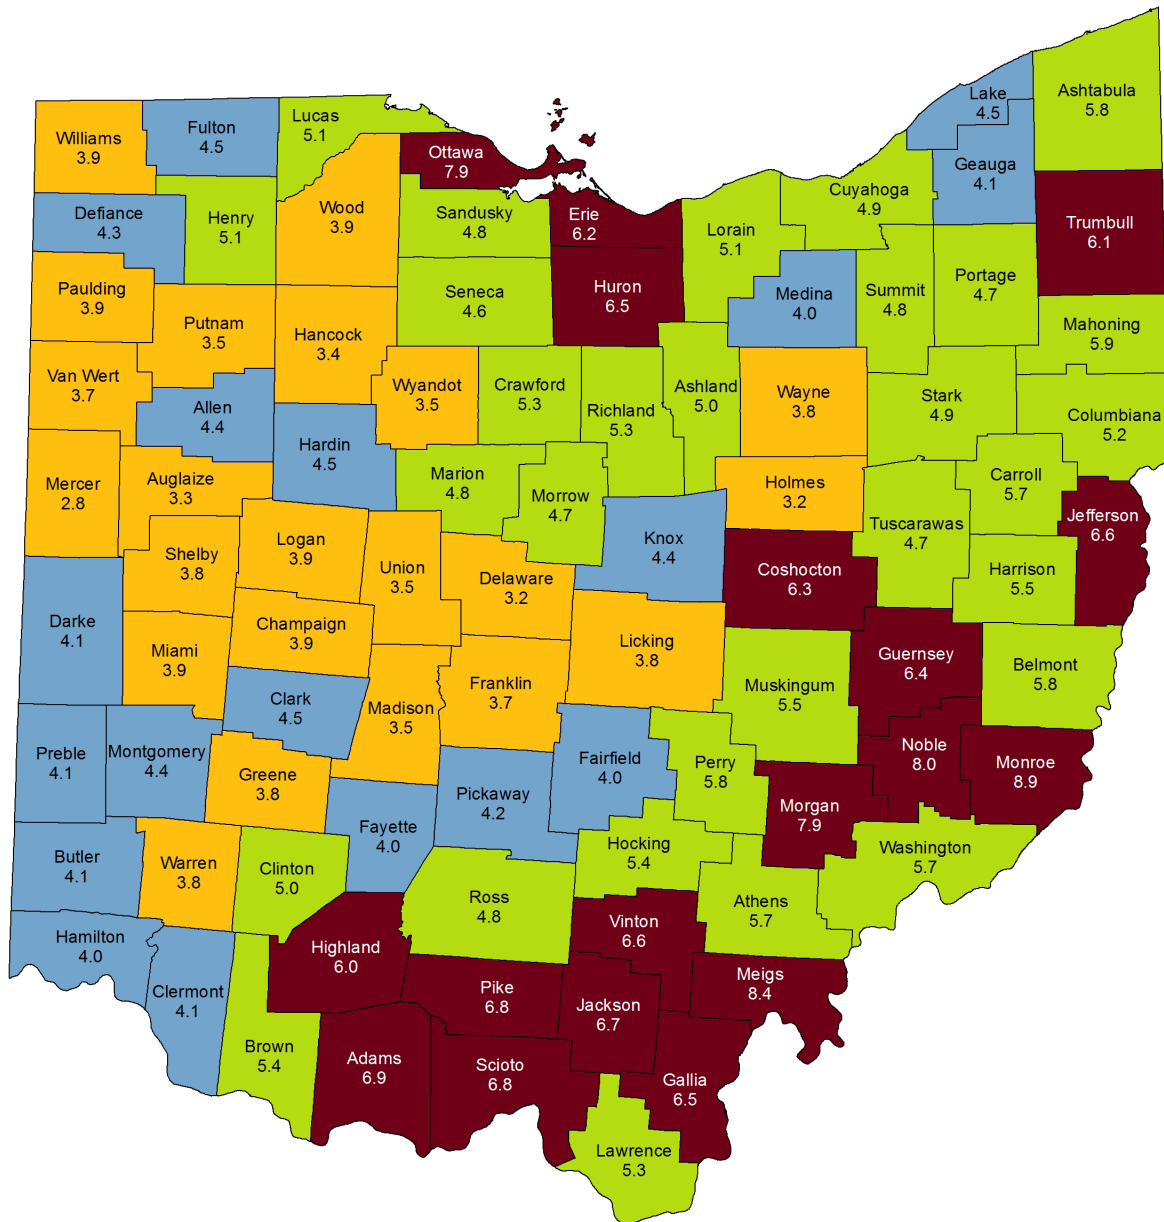 Ashtabula
5.8
Lake
4.5
Lucas
5.1
Fulton
4.5
Williams
3.9
Ottawa
7.9
Geauga
4.1
Cuyahoga
4.9
Wood
3.9
Defiance
4.3
Henry
5.1
Sandusky
4.8
Erie
6.2
Lorain
5.1
Trumbull
6.1
Paulding
3.9
Seneca
4.6
Huron
6.5
Medina
4.0
Summit
4.8
Portage
4.7
Putnam
3.5
Hancock
3.4
Mahoning
5.9
Van Wert
3.7
Allen
4.4
Wyandot
3.5
Crawford
5.3
Richland
5.3
Ashland
5.0
Wayne
3.8
Stark
4.9
Columbiana
5.2
Hardin
4.5
Mercer
2.8
Auglaize
3.3
Marion
4.8
Morrow
4.7
Holmes
3.2
Carroll
5.7
Tuscarawas
4.7
Jefferson
6.6
Shelby
3.8
Logan
3.9
Union
3.5
Delaware
3.2
Knox
4.4
Coshocton
6.3
Harrison
5.5
Darke
4.1
Miami
3.9
Champaign
3.9
Licking
3.8
Guernsey
6.4
Belmont
5.8
Clark
4.5
Madison
3.5
Franklin
3.7
Muskingum
5.5
Preble
4.1
Montgomery
4.4
Greene
3.8
Fairfield
4.0
Perry
5.8
Noble
8.0
Monroe
8.9
Pickaway
4.2
Morgan
7.9
Fayette
4.0
Butler
4.1
Warren
3.8
Clinton
5.0
Hocking
5.4
Washington
5.7
Ross
4.8
Athens
5.7
Hamilton
4.0
Highland
6.0
Vinton
6.6
Clermont
4.1
Pike
6.8
Jackson
6.7
Meigs
8.4
Brown
5.4
Adams
6.9
Scioto
6.8
Gallia
6.5
Lawrence
5.3